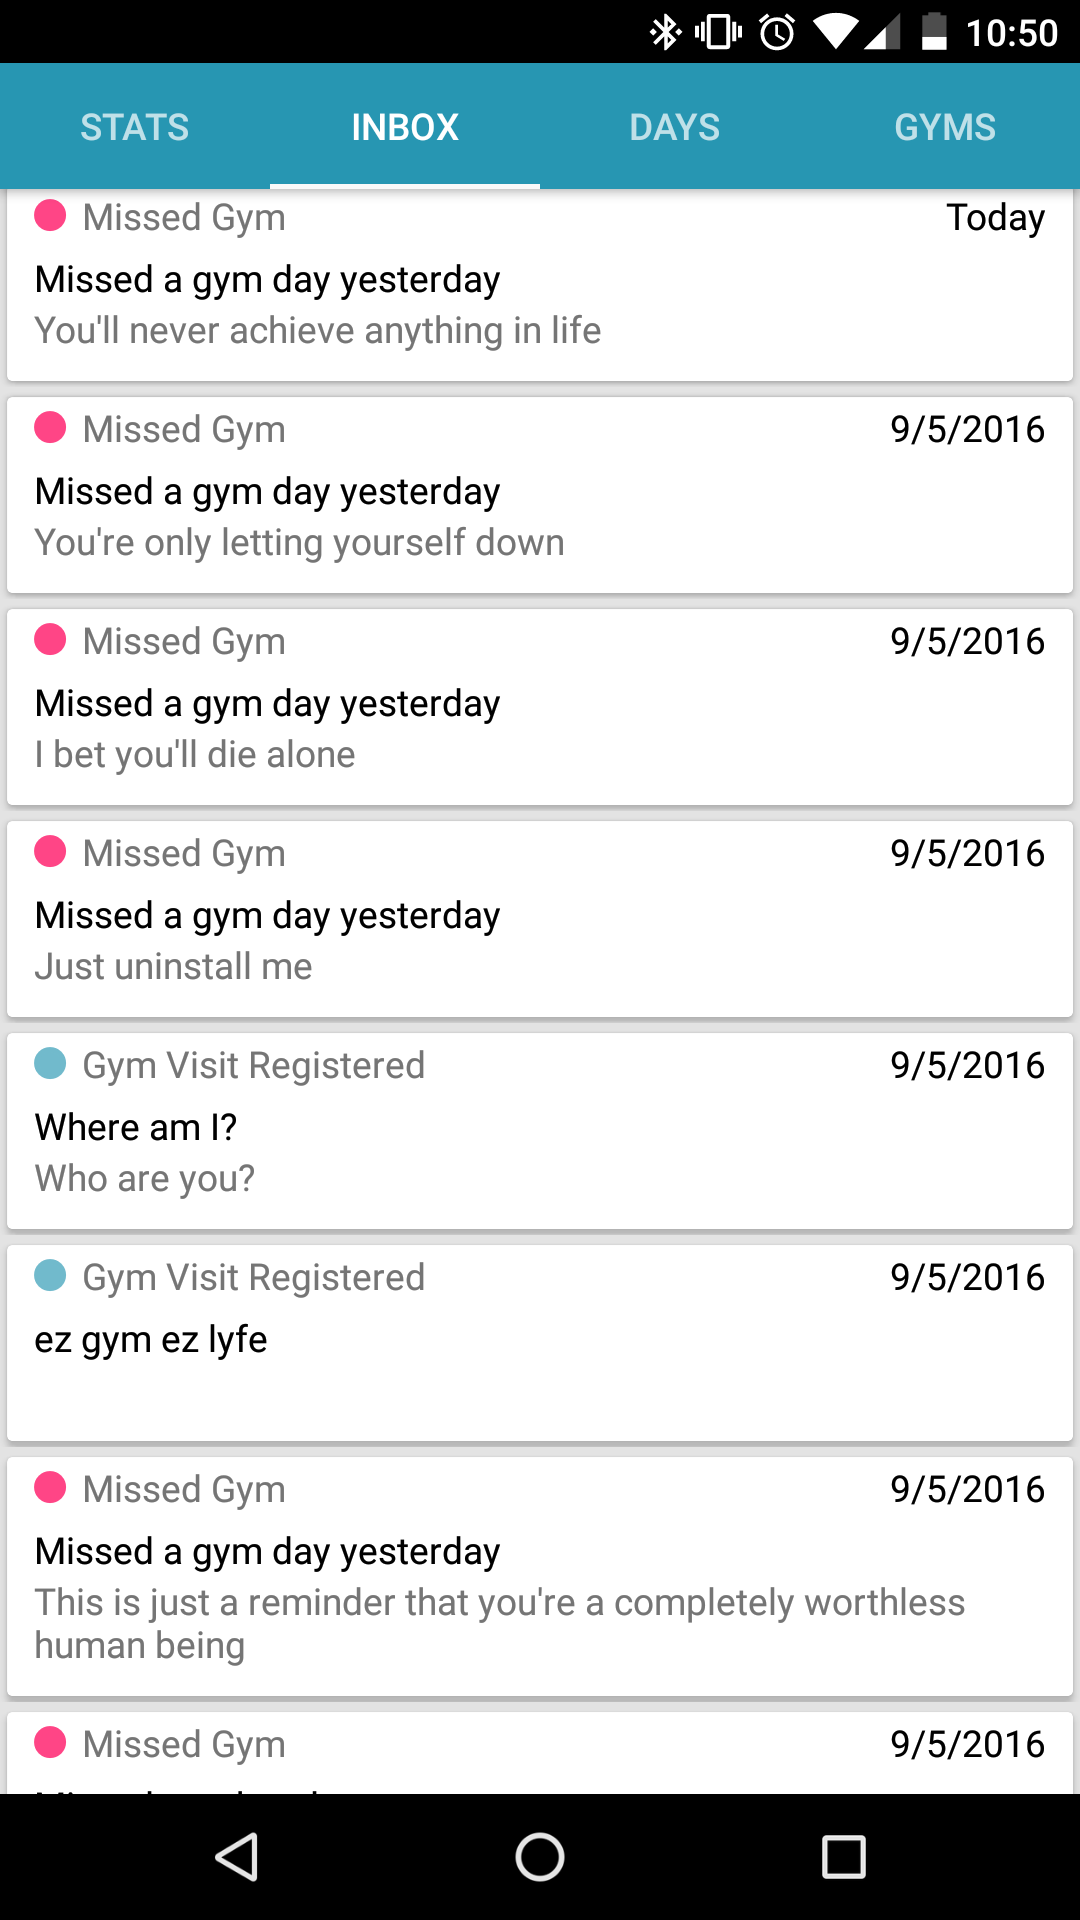 10:50
STATS INBOX DAYS GYMS
Missed Gym Today
Missed a gym day yesterday
You'll never achieve anything in life
Missed Gym 9/5/2016
Missed a gym day yesterday
You're only letting yourself down
Missed Gym 9/5/2016
Missed a gym day yesterday
I bet you'll die alone
Missed Gym 9/5/2016
Missed a gym day yesterday
Just uninstall me
Gym Visit Registered 9/5/2016
Where am I?
Who are you?
Gym Visit Registered 9/5/2016
ez gym ez lyfe
Missed Gym 9/5/2016
Missed a gym day yesterday
This is just a reminder that you're a completely worthless
human being
Missed Gym 9/5/2016